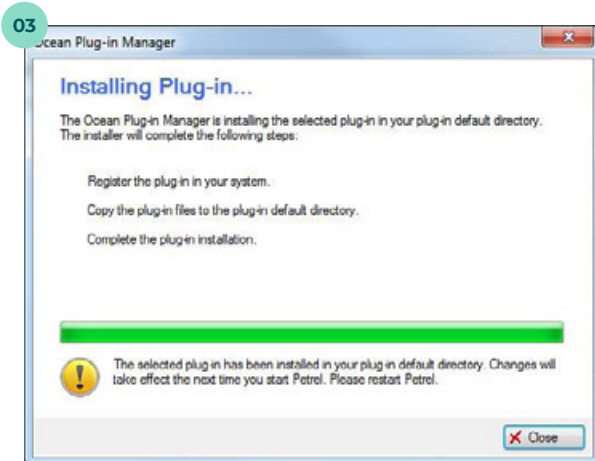 03
Ocean Plug-in Manager
Installing Plug-in...
The Ocean Plug-in Manager is installing the selected plug-in in your plug-in default directory.
The installer will complete the following steps:
Register the plug-in in your system.
Copy the plug-in files to the plug-in default directory.
Complete the plug-in installation.
The selected plug-in has been installed in your plug-in default directory. Changes will
take effect the next time you start Petrel. Please restart Petrel.
Close